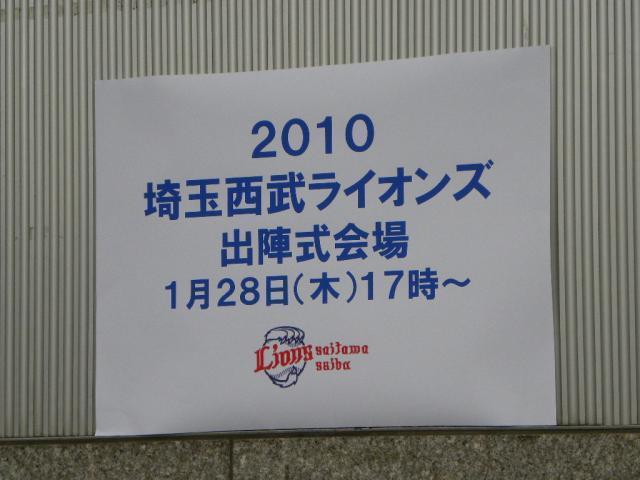 2010
埼玉西武ライオンズ
出陣式会場
1月28日(木)17時～
Lions saitama
saiba